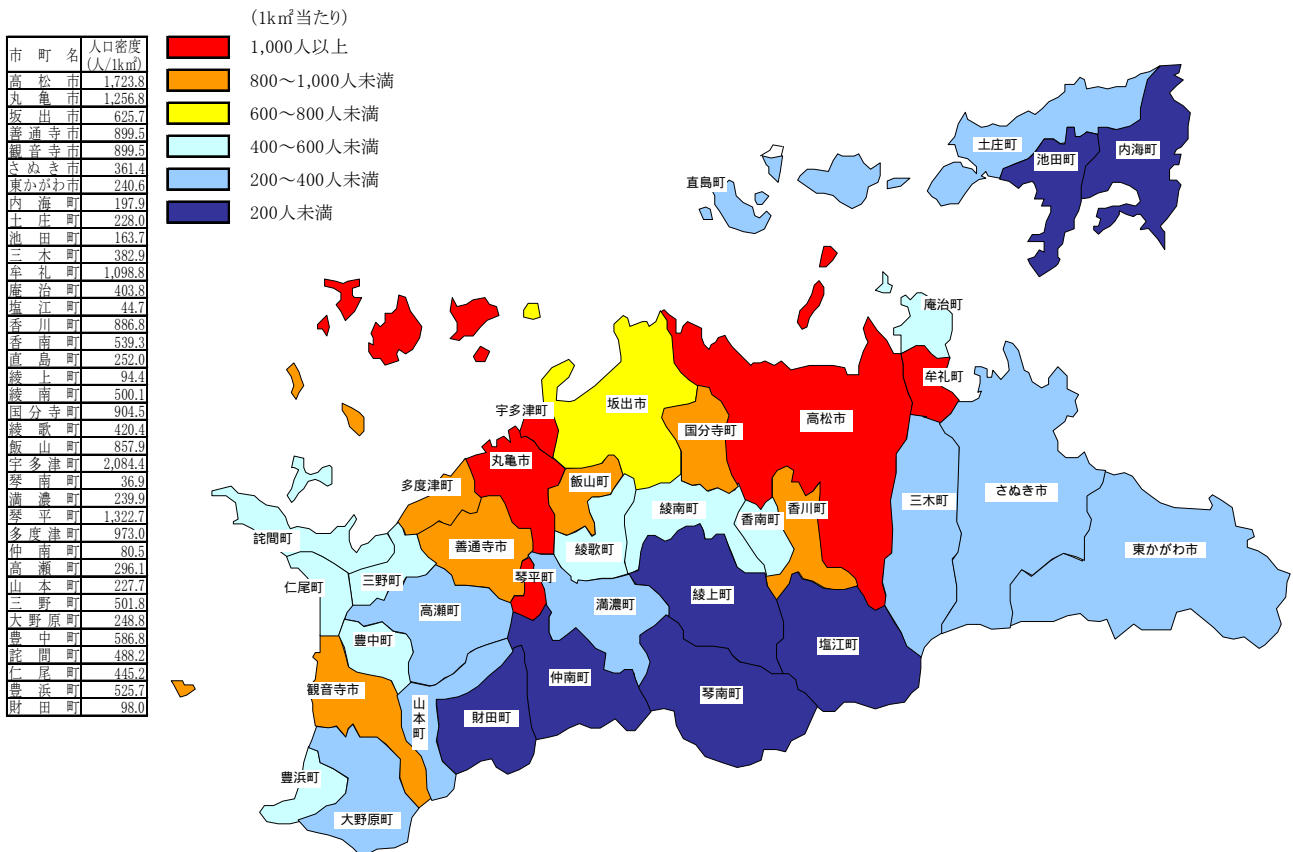 (1k㎡当たり)
1,000人以上
800～1,000人未満
600～800人未満
400～600人未満
200～400人未満
200人未満
市町名 人口密度(人/1k㎡)
高松市 1,723.8
丸亀市 1,256.8
坂出市 625.7
善通寺市 899.5
観音寺市 899.5
さぬき市 361.4
東かがわ市 240.6
内海町 197.9
土庄町 228.0
池田町 163.7
三木町 382.9
牟礼町 1,098.8
庵治町 403.8
塩江町 44.7
香川町 886.8
香南町 539.3
直島町 252.0
綾上町 94.4
綾南町 500.1
国分寺町 904.5
綾歌町 420.4
飯山町 857.9
宇多津町 2,084.4
琴南町 36.9
満濃町 239.9
琴平町 1,322.7
多度津町 973.0
仲南町 80.5
高瀬町 296.1
山本町 227.7
三野町 501.8
大野原町 248.8
豊中町 586.8
詫間町 488.2
仁尾町 445.2
豊浜町 525.7
財田町 98.0
土庄町
池田町
内海町
直島町
庵治町
牟礼町
宇多津町
坂出市
国分寺町
高松市
丸亀市
多度津町
飯山町
綾南町
香南町
香川町
三木町
さぬき市
東かがわ市
詫間町
善通寺市
綾歌町
仁尾町
三野町
琴平町
高瀬町
満濃町
綾上町
豊中町
塩江町
観音寺市
山本町
財田町
仲南町
琴南町
豊浜町
大野原町